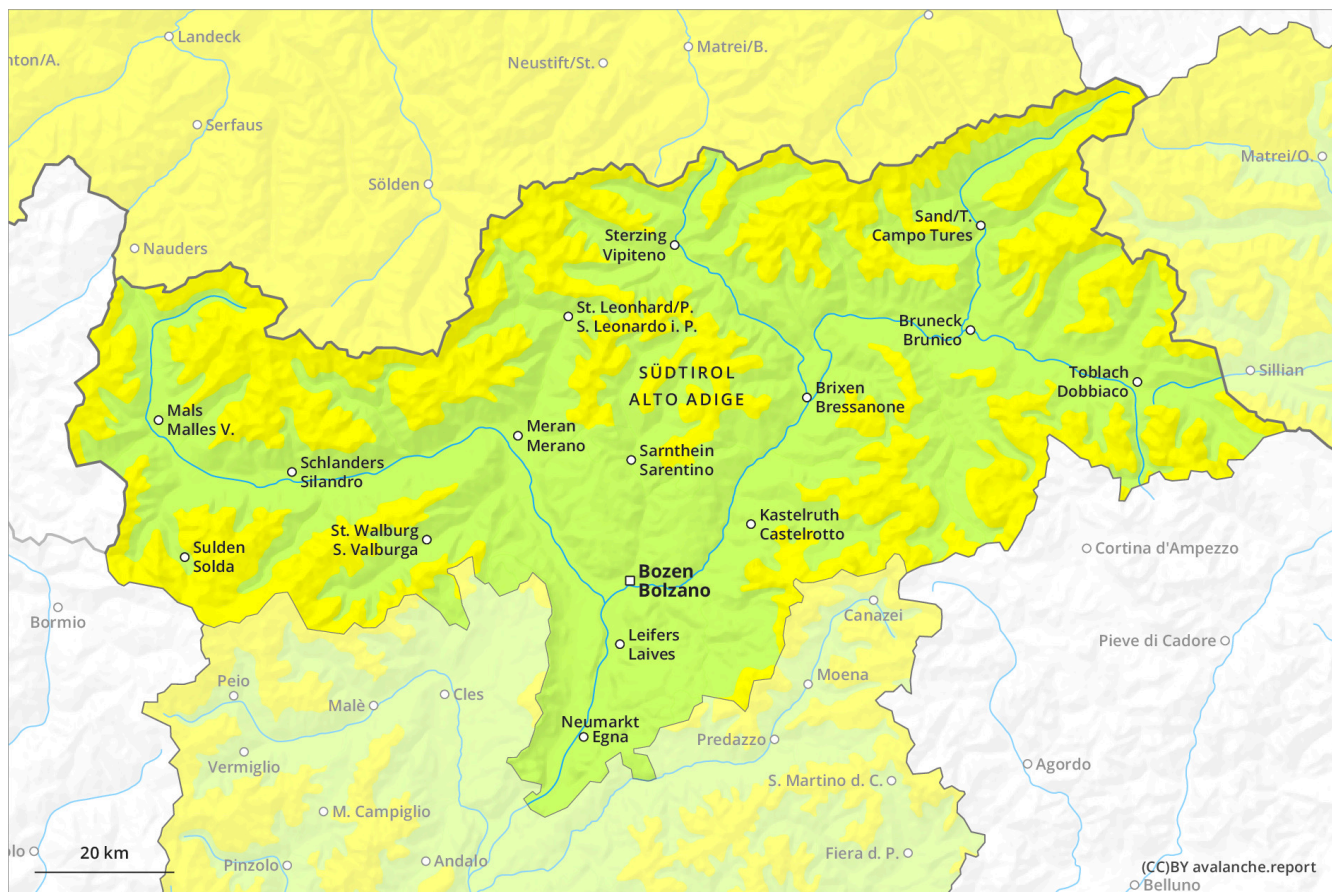 Landeck
Matrei/B.
nton/A.
Neustift/St.
Serfaus
Matrei/O.
Sölden
Sand/T.
Campo Tures
Sterzing
Vipiteno
Nauders
St. Leonhard/P.
S. Leonardo i. P.
Bruneck
Brunico
SÜDTIROL
ALTO ADIGE
Toblach
Dobbiaco
Sillian
Brixen
Bressanone
Mals
Malles V.
Meran
Merano
Sarnthein
Sarentino
Schlanders
Silandro
Kastelruth
Castelrotto
St. Walburg
S. Valburga
Sulden
Solda
Cortina d'Ampezzo
Bozen
Bolzano
Bormio
Canazei
Leifers
Laives
Pieve di Cadore
Peio
Malè
Cles
Moena
Neumarkt
Egna
Predazzo
Vermiglio
Agordo
S. Martino d. C.
M. Campiglio
olo
20 km
Pinzolo
Andalo
Fiera d. P.
(CC)BY avalanche.report
Belluno